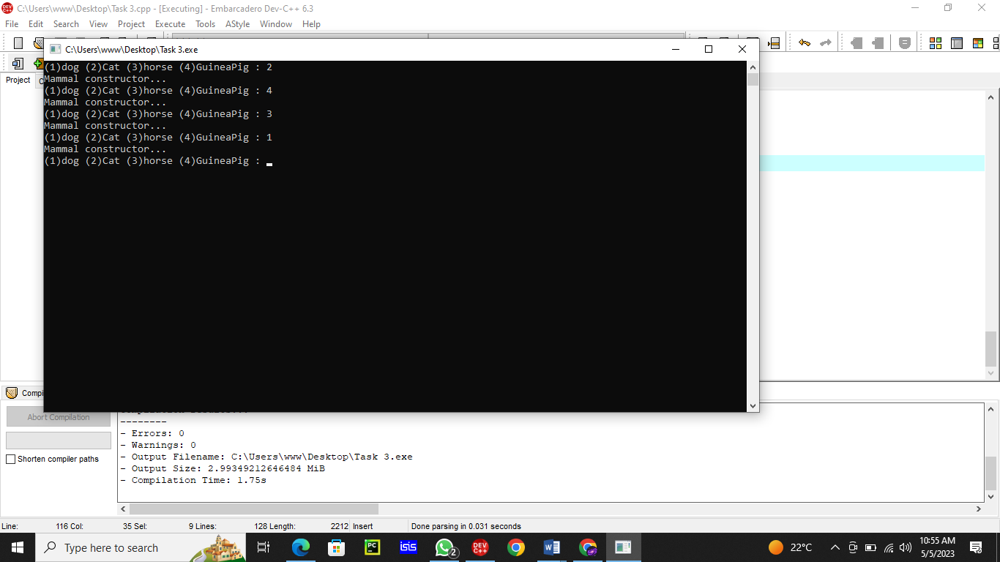 C:\Users\www\Desktop\Task 3.cpp - [Executing] - Embarcadero Dev-C++ 6.3
File Edit Search View Project Execute Tools AStyle Window Help
C:\Users\www\Desktop\Task 3.exe
Project
(1)dog (2)Cat (3)horse (4)GuineaPig : 2
Mammal constructor...
(1)dog (2)Cat (3)horse (4)GuineaPig : 4
Mammal constructor...
(1)dog (2)Cat (3)horse (4)GuineaPig : 3
Mammal constructor...
(1)dog (2)Cat (3)horse (4)GuineaPig : 1
Mammal constructor...
(1)dog (2)Cat (3)horse (4)GuineaPig :
Abort Compilation
Shorten compiler paths
--------
- Errors: 0
- Warnings: 0
- Output Filename: C:\Users\www\Desktop\Task 3.exe
- Output Size: 2.99349212646484 MiB
- Compilation Time: 1.75s
Line: 116 Col: 35 Sel: 9 Lines: 128 Length: 2212 Insert Done parsing in 0.031 seconds
Type here to search
PC
isis
2
DEV C++
22°C
10:55 AM
5/5/2023